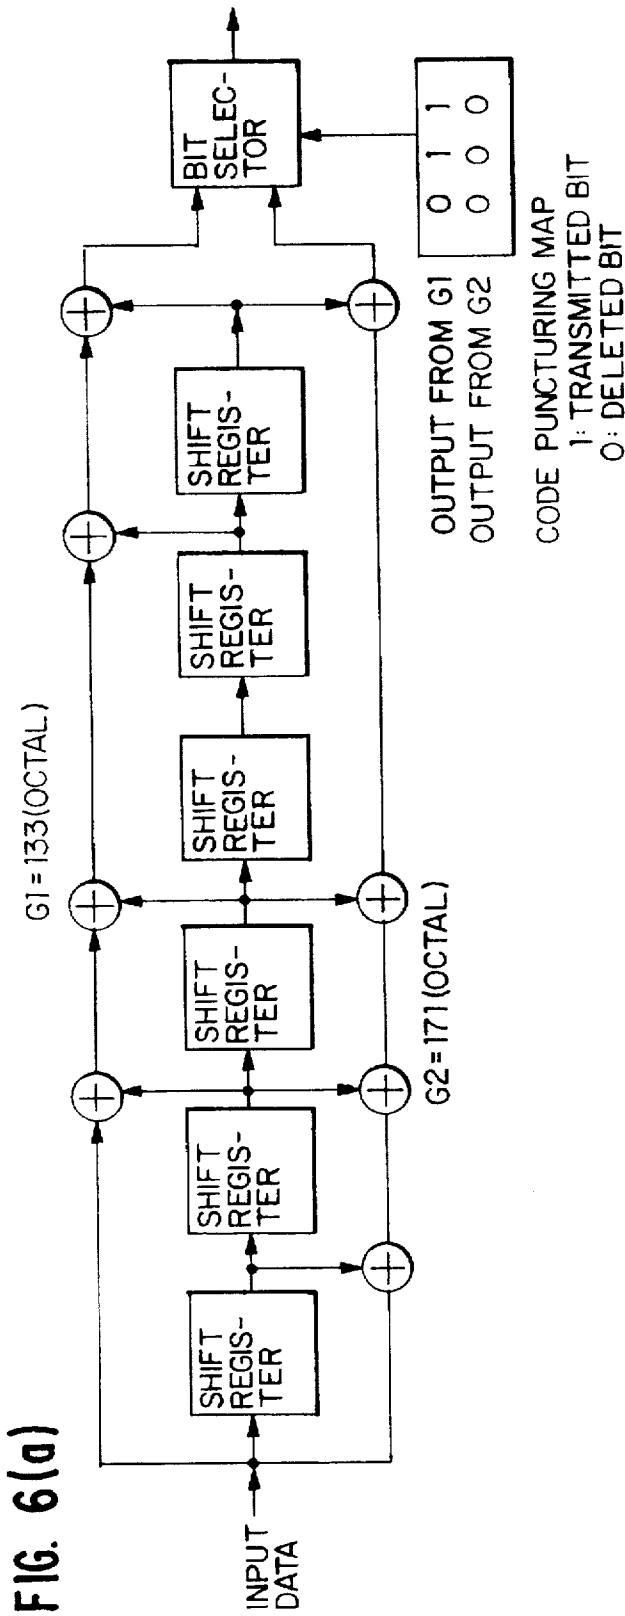 FIG. 6(a)
INPUT
DATA
SHIFT
REGIS-
TER
SHIFT
REGIS-
TER
SHIFT
REGIS-
TER
SHIFT
REGIS-
TER
SHIFT
REGIS-
TER
SHIFT
REGIS-
TER
G1=133(OCTAL)
G2=171(OCTAL)
BIT
SELEC-
TOR
OUTPUT FROM G1 0 1 1
OUTPUT FROM G2 0 0 0
CODE PUNCTURING MAP
1: TRANSMITTED BIT
0: DELETED BIT